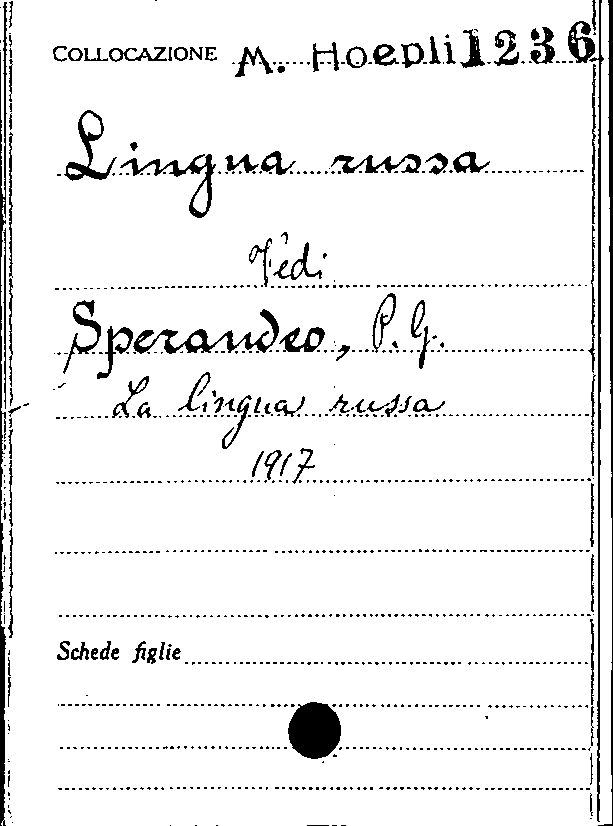 COLLOCAZIONE M. Hoepli 1236
Lingua russa
Vedi
Sperandeo, P. G.
La lingua russa
1917
Schede figlie